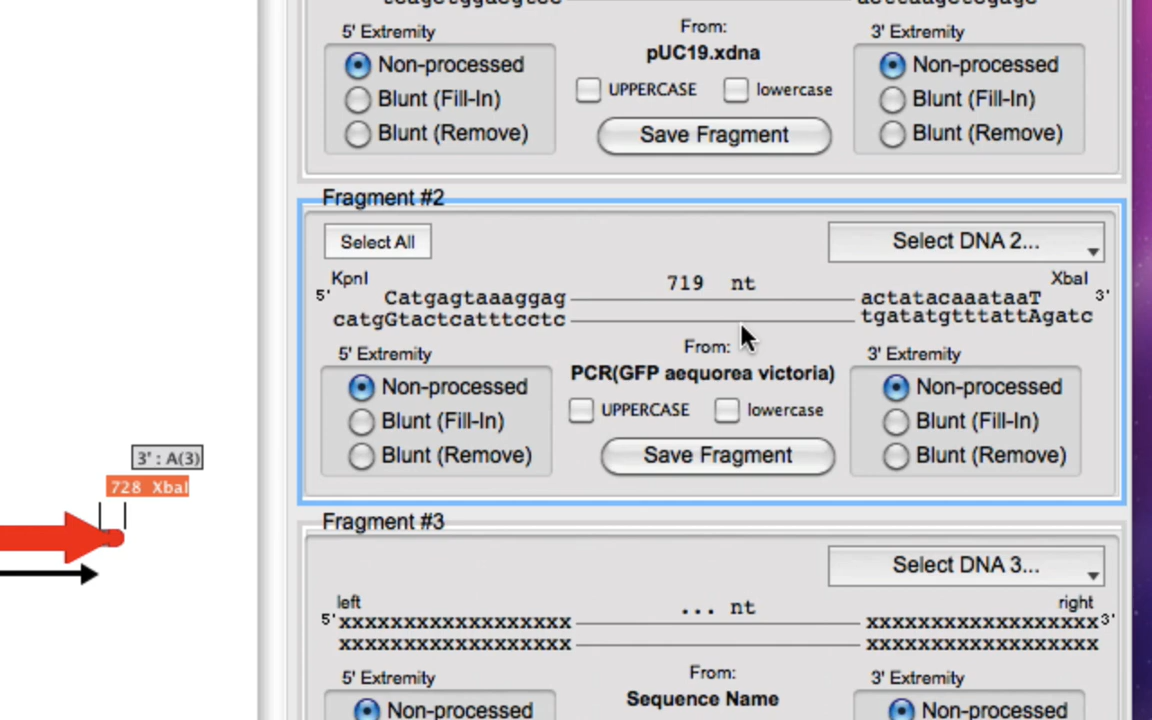 5' Extremity From: 3' Extremity
Non-processed pUC19.xdna Non-processed
Blunt (Fill-In) UPPERCASE lowercase Blunt (Fill-In)
Blunt (Remove) Save Fragment Blunt (Remove)
Fragment #2
Select All Select DNA 2...
KpnI 719 nt XbaI
5' Catgagtaaaggag actatacaaataaT 3'
catgGtactcatttcctc tgatatgtttattAgatc
5' Extremity From: 3' Extremity
Non-processed PCR(GFP aequorea victoria) Non-processed
Blunt (Fill-In) UPPERCASE lowercase Blunt (Fill-In)
Blunt (Remove) Save Fragment Blunt (Remove)
3' : A(3)
728 XbaI
Fragment #3
Select DNA 3...
left ... nt right
5' xxxxxxxxxxxxxxxxxx xxxxxxxxxxxxxxxxxx 3'
xxxxxxxxxxxxxxxxxx xxxxxxxxxxxxxxxxxx
5' Extremity From: 3' Extremity
Non-processed Sequence Name Non-processed